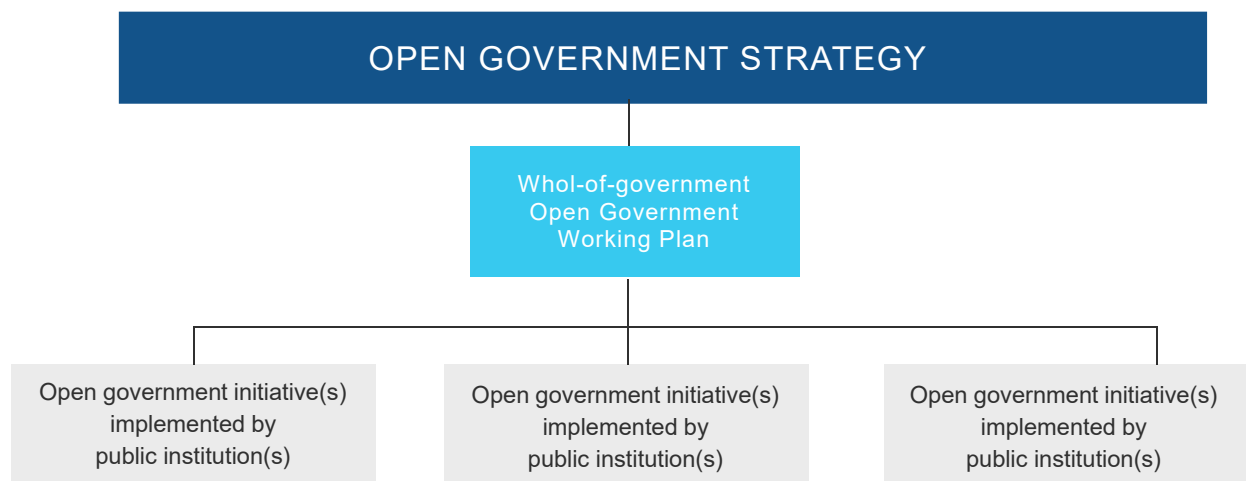 OPEN GOVERNMENT STRATEGY
Whol-of-government
Open Government
Working Plan
Open government initiative(s)
implemented by
public institution(s)
Open government initiative(s)
implemented by
public institution(s)
Open government initiative(s)
implemented by
public institution(s)